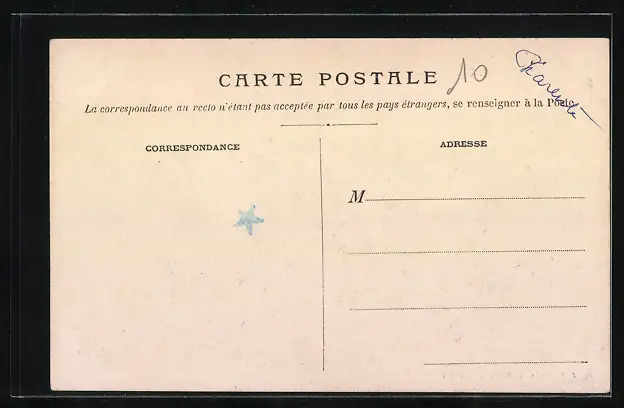 CARTE POSTALE 10 Charente
La correspondance au recto n'étant pas acceptée par tous les pays étrangers, se renseigner à la Poste
CORRESPONDANCE
ADRESSE
M